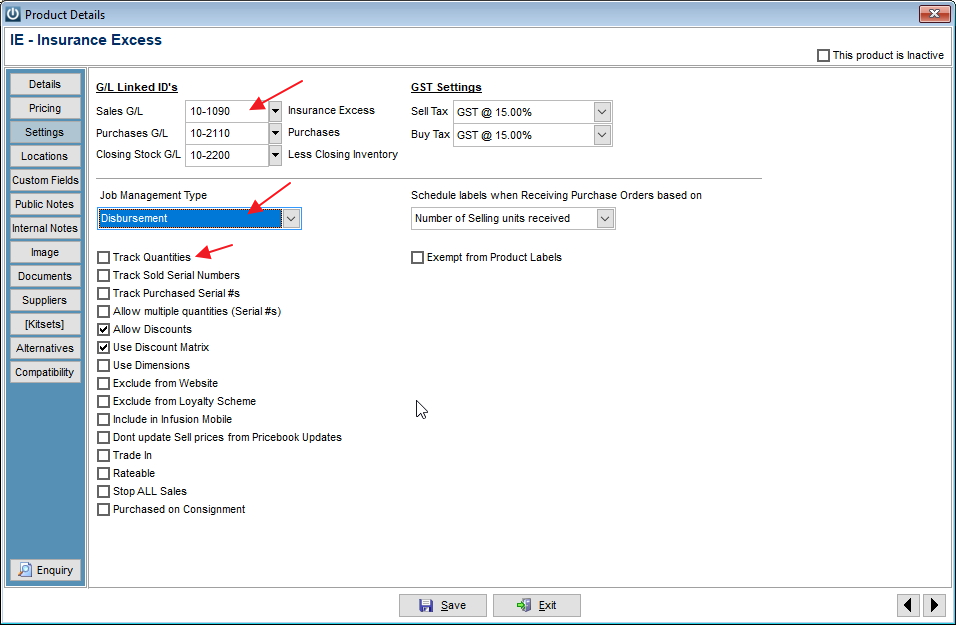 Product Details
IE - Insurance Excess
This product is Inactive
Details
Pricing
Settings
Locations
Custom Fields
Public Notes
Internal Notes
Image
Documents
Suppliers
[Kitsets]
Alternatives
Compatibility
Enquiry
G/L Linked ID's
Sales G/L 10-1090 Insurance Excess
Purchases G/L 10-2110 Purchases
Closing Stock G/L 10-2200 Less Closing Inventory
GST Settings
Sell Tax GST @ 15.00%
Buy Tax GST @ 15.00%
Job Management Type
Disbursement
Schedule labels when Receiving Purchase Orders based on
Number of Selling units received
Track Quantities
Track Sold Serial Numbers
Track Purchased Serial #s
Allow multiple quantities (Serial #s)
Allow Discounts
Use Discount Matrix
Use Dimensions
Exclude from Website
Exclude from Loyalty Scheme
Include in Infusion Mobile
Dont update Sell prices from Pricebook Updates
Trade In
Rateable
Stop ALL Sales
Purchased on Consignment
Exempt from Product Labels
Save
Exit